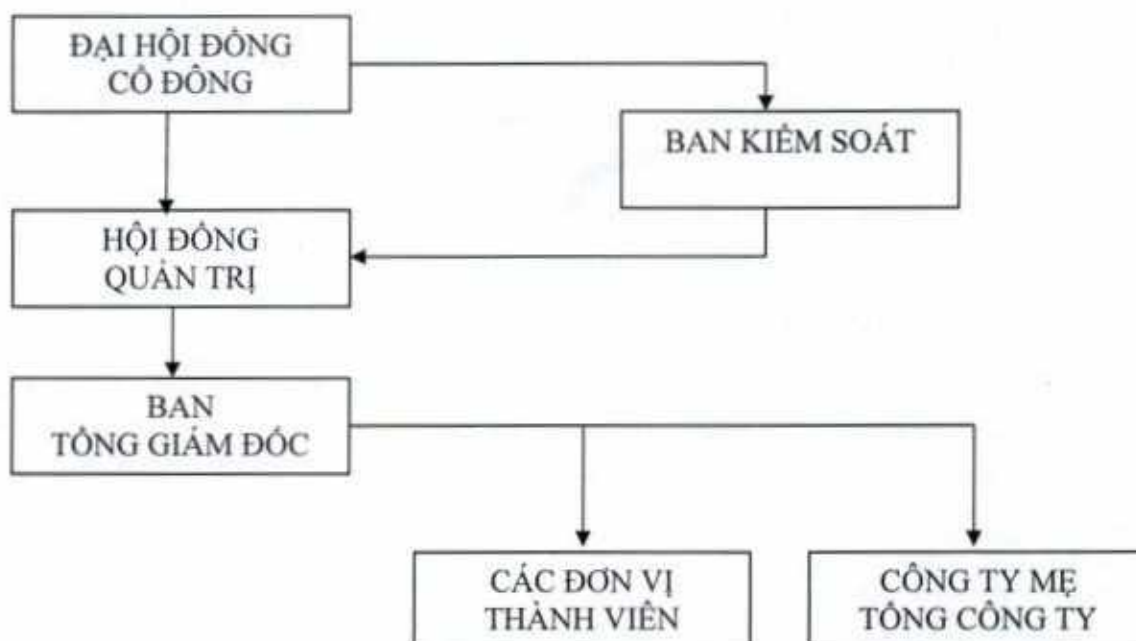 ĐẠI HỘI ĐỒNG
CỔ ĐÔNG
BAN KIỂM SOÁT
HỘI ĐỒNG
QUẢN TRỊ
BAN
TỔNG GIÁM ĐỐC
CÁC ĐƠN VỊ
THÀNH VIÊN
CÔNG TY MẸ
TỔNG CÔNG TY